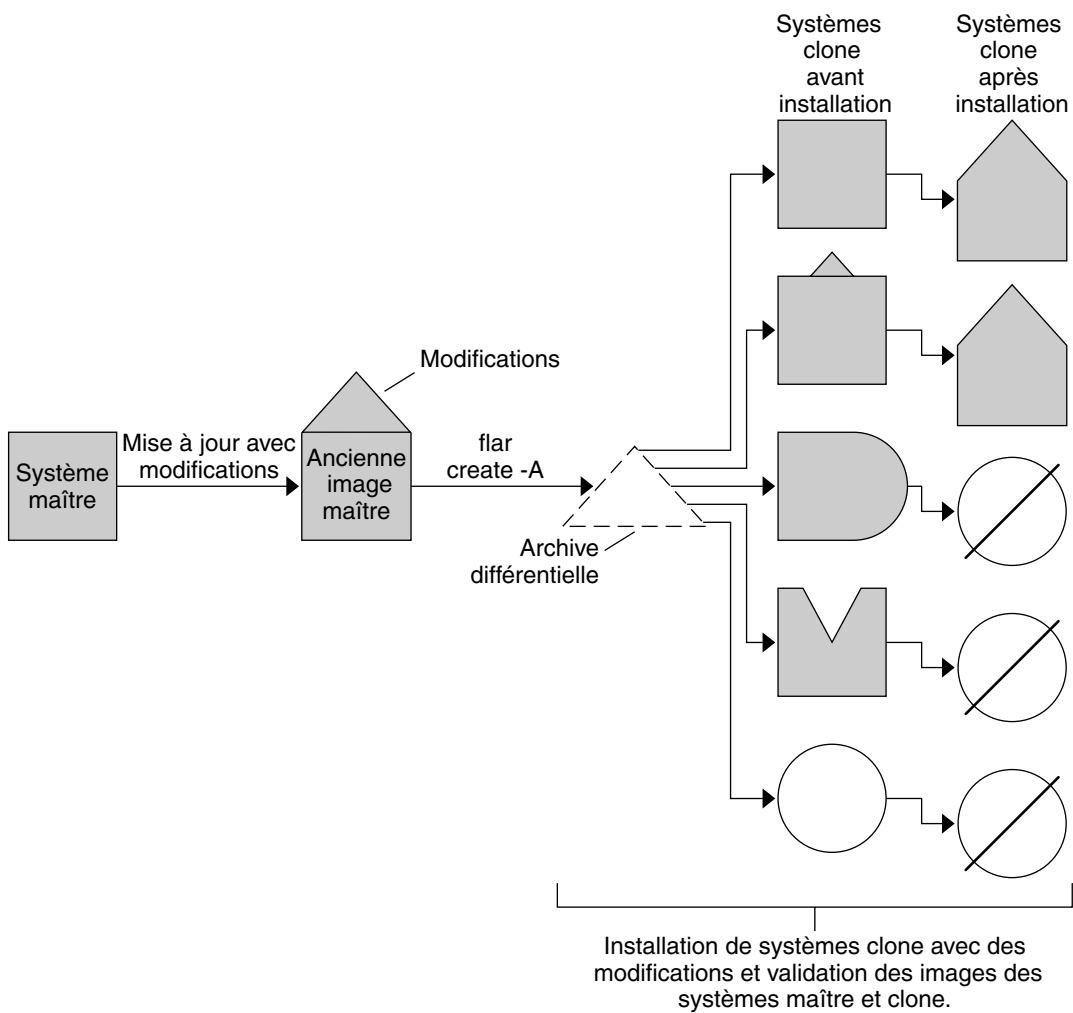 Systèmes
clone
avant
installation
Systèmes
clone
après
installation
Modifications
Système
maître
Mise à jour avec
modifications
Ancienne
image
maître
flar
create -A
Archive
différentielle
Installation de systèmes clone avec des
modifications et validation des images des
systèmes maître et clone.